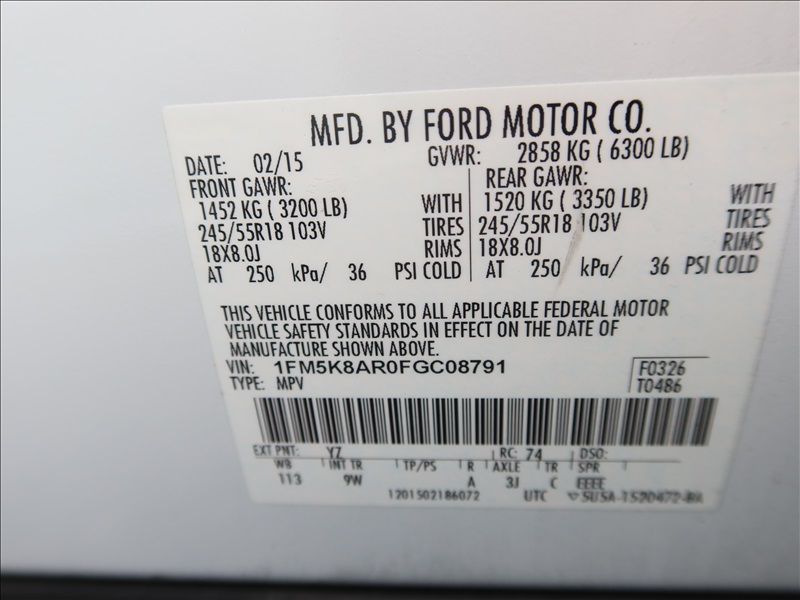 MFD. BY FORD MOTOR CO.
DATE: 02/15 GVWR: 2858 KG ( 6300 LB)
FRONT GAWR: REAR GAWR:
1452 KG ( 3200 LB) WITH 1520 KG ( 3350 LB) WITH
245/55R18 103V TIRES 245/55R18 103V TIRES
18X8.0J RIMS 18X8.0J RIMS
AT 250 kPa/ 36 PSI COLD AT 250 kPa/ 36 PSI COLD
THIS VEHICLE CONFORMS TO ALL APPLICABLE FEDERAL MOTOR
VEHICLE SAFETY STANDARDS IN EFFECT ON THE DATE OF
MANUFACTURE SHOWN ABOVE.
VIN: 1FM5K8AR0FGC08791 F0326
TYPE: MPV T0486
EXT PNT: YZ RC: 74 DSO:
WB INT TR TP/PS R AXLE TR SPR
113 9W A 3J C EEEE
1201502186072 UTC